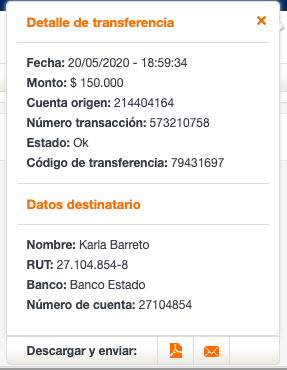 Detalle de transferencia
Fecha: 20/05/2020 - 18:59:34
Monto: $ 150.000
Cuenta origen: 214404164
Número transacción: 573210758
Estado: Ok
Código de transferencia: 79431697
Datos destinatario
Nombre: Karla Barreto
RUT: 27.104.854-8
Banco: Banco Estado
Número de cuenta: 27104854
Descargar y enviar: